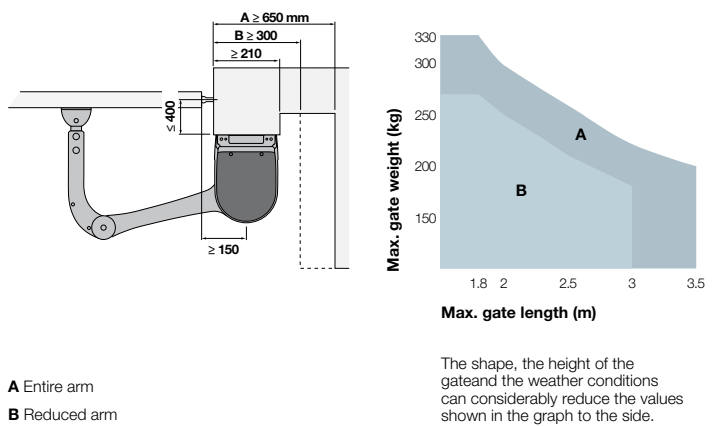 A ≥ 650 mm
B ≥ 300
≥ 210
≤ 400
≥ 150
A Entire arm
B Reduced arm
Max. gate weight (kg)
330
300
250
200
150
A
B
1.8 2 2.5 3 3.5
Max. gate length (m)
The shape, the height of the
gateand the weather conditions
can considerably reduce the values
shown in the graph to the side.